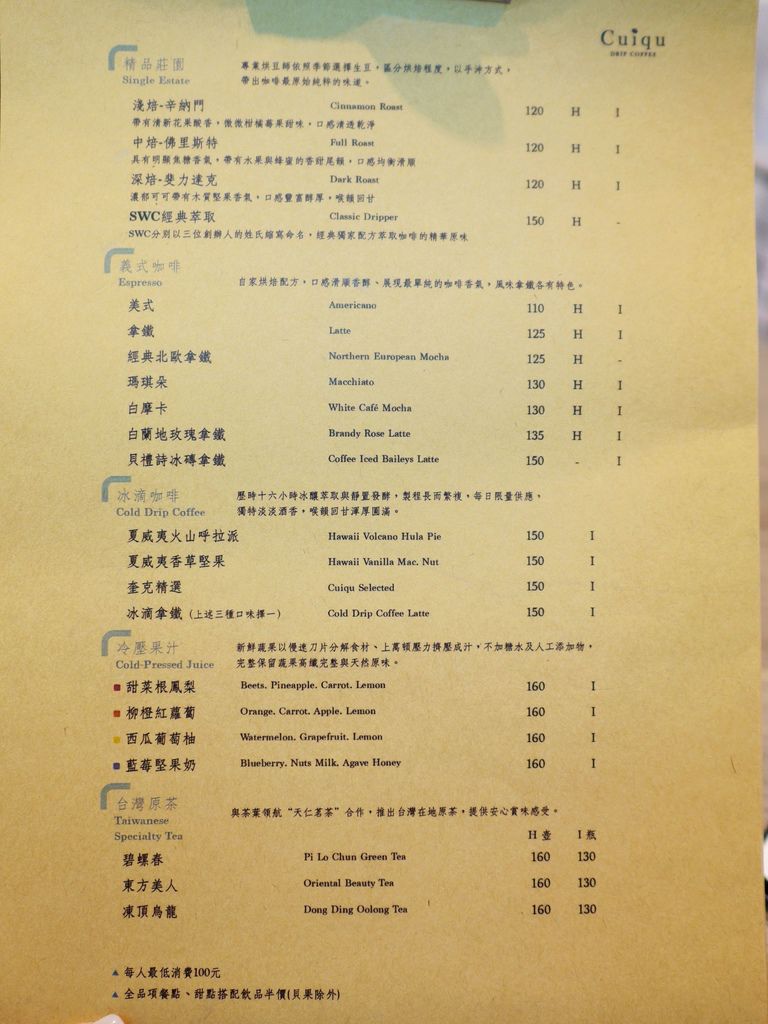 Cuiqu
DRIP COFFEE
精品莊園
Single Estate
專業烘豆師依照季節選擇生豆，區分烘焙程度，以手沖方式，
帶出咖啡最原始純粹的味道。
淺焙-辛納門 Cinnamon Roast 120 H I
帶有清新花果酸香，微微柑橘莓果甜味，口感清透乾淨
中焙-佛里斯特 Full Roast 120 H I
具有明顯焦糖香氣，帶有水果與蜂蜜的香甜尾韻，口感均衡滑順
深焙-斐力達克 Dark Roast 120 H I
濃郁可可帶有木質堅果香氣，口感豐富醇厚，喉韻回甘
SWC經典萃取 Classic Dripper 150 H -
SWC分別以三位創辦人的姓氏縮寫命名，經典獨家配方萃取咖啡的精華原味
義式咖啡
Espresso
自家烘焙配方，口感滑順香醇、展現最單純的咖啡香氣，風味拿鐵各有特色。
美式 Americano 110 H I
拿鐵 Latte 125 H I
經典北歐拿鐵 Northern European Mocha 125 H -
瑪琪朵 Macchiato 130 H I
白摩卡 White Café Mocha 130 H I
白蘭地玫瑰拿鐵 Brandy Rose Latte 135 H I
貝禮詩冰磚拿鐵 Coffee Iced Baileys Latte 150 - I
冰滴咖啡
Cold Drip Coffee
歷時十六小時冰釀萃取與靜置發酵，製程長而繁複，每日限量供應、
獨特淡淡酒香，喉韻回甘渾厚圓滿。
夏威夷火山呼拉派 Hawaii Volcano Hula Pie 150 I
夏威夷香草堅果 Hawaii Vanilla Mac. Nut 150 I
奎克精選 Cuiqu Selected 150 I
冰滴拿鐵（上述三種口味擇一） Cold Drip Coffee Latte 150 I
冷壓果汁
Cold-Pressed Juice
新鮮蔬果以慢速刀片分解食材、上萬頓壓力擠壓成汁，不加糖水及人工添加物，
完整保留蔬果高纖完整與天然原味。
甜菜根鳳梨 Beets. Pineapple. Carrot. Lemon 160 I
柳橙紅蘿蔔 Orange. Carrot. Apple. Lemon 160 I
西瓜葡萄柚 Watermelon. Grapefruit. Lemon 160 I
藍莓堅果奶 Blueberry. Nuts Milk. Agave Honey 160 I
台灣原茶
Taiwanese
Specialty Tea
與茶葉領航“天仁茗茶”合作，推出台灣在地原茶，提供安心賞味感受。
H 壺 I 瓶
碧螺春 Pi Lo Chun Green Tea 160 130
東方美人 Oriental Beauty Tea 160 130
凍頂烏龍 Dong Ding Oolong Tea 160 130
▲ 每人最低消費100元
▲ 全品項餐點、甜點搭配飲品半價(貝果除外)